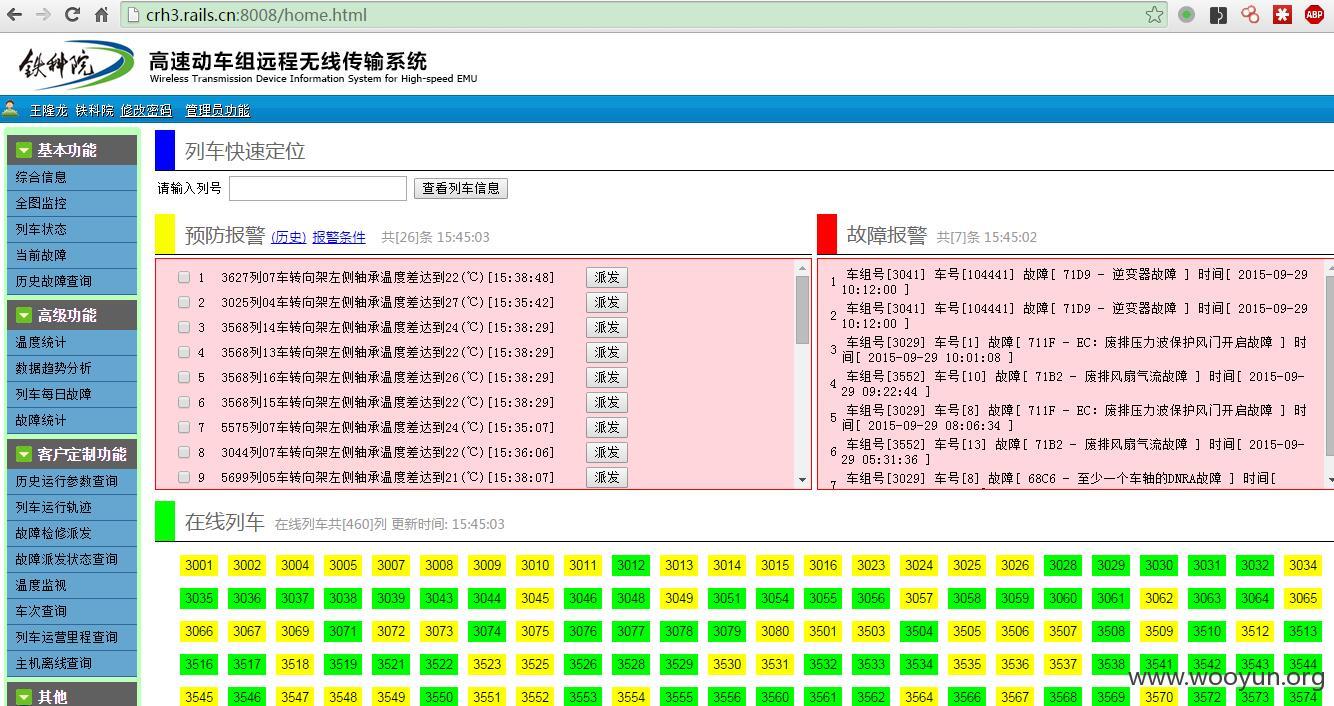 crh3.rails.cn:8008/home.html
ABP
铁科院
高速动车组远程无线传输系统
Wireless Transmission Device Information System for High-speed EMU
王隆龙 铁科院 修改密码 管理员功能
基本功能
综合信息
全图监控
列车状态
当前故障
历史故障查询
高级功能
温度统计
数据趋势分析
列车每日故障
故障统计
客户定制功能
历史运行参数查询
列车运行轨迹
故障检修派发
故障派发状态查询
温度监视
车次查询
列车运营里程查询
主机离线查询
其他
列车快速定位
请输入列号 查看列车信息
预防报警 (历史) 报警条件 共[26]条 15:45:03
1 3627列07车转向架左侧轴承温度差达到22(℃)[15:38:48] 派发
2 3025列04车转向架左侧轴承温度差达到27(℃)[15:35:42] 派发
3 3568列14车转向架左侧轴承温度差达到24(℃)[15:38:29] 派发
4 3568列13车转向架左侧轴承温度差达到22(℃)[15:38:29] 派发
5 3568列16车转向架左侧轴承温度差达到26(℃)[15:38:29] 派发
6 3568列15车转向架左侧轴承温度差达到22(℃)[15:38:29] 派发
7 5575列07车转向架左侧轴承温度差达到24(℃)[15:35:07] 派发
8 3044列07车转向架左侧轴承温度差达到22(℃)[15:36:06] 派发
9 5699列05车转向架左侧轴承温度差达到21(℃)[15:38:07] 派发
故障报警 共[7]条 15:45:02
1 车组号[3041] 车号[104441] 故障[ 71D9 - 逆变器故障 ] 时间[ 2015-09-29
10:12:00 ]
2 车组号[3041] 车号[104441] 故障[ 71D9 - 逆变器故障 ] 时间[ 2015-09-29
10:12:00 ]
3 车组号[3029] 车号[1] 故障[ 711F - EC: 废排压力波保护风门开启故障 ] 时
间[ 2015-09-29 10:01:08 ]
4 车组号[3552] 车号[10] 故障[ 71B2 - 废排风扇气流故障 ] 时间[ 2015-09-
29 09:22:44 ]
5 车组号[3029] 车号[8] 故障[ 711F - EC: 废排压力波保护风门开启故障 ] 时
间[ 2015-09-29 08:06:34 ]
6 车组号[3552] 车号[13] 故障[ 71B2 - 废排风扇气流故障 ] 时间[ 2015-09-
29 05:31:36 ]
7 车组号[3029] 车号[8] 故障[ 68C6 - 至少一个车轴的DNRA故障 ] 时间[
在线列车 在线列车共[460]列 更新时间: 15:45:03
3001 3002 3004 3005 3007 3008 3009 3010 3011 3012 3013 3014 3015 3016 3023 3024 3025 3026 3028 3029 3030 3031 3032 3034
3035 3036 3037 3038 3039 3043 3044 3045 3046 3048 3049 3051 3054 3055 3056 3057 3058 3059 3060 3061 3062 3063 3064 3065
3066 3067 3069 3071 3072 3073 3074 3075 3076 3077 3078 3079 3080 3501 3503 3504 3505 3506 3507 3508 3509 3510 3512 3513
3516 3517 3518 3519 3521 3522 3523 3525 3526 3528 3529 3530 3531 3532 3533 3534 3535 3536 3537 3538 3541 3542 3543 3544
3545 3546 3547 3548 3549 3550 3551 3552 3553 3554 3555 3556 3560 3561 3562 3564 3566 3567 3568 3569 3570 3572 3573 3574
www.wooyun.org